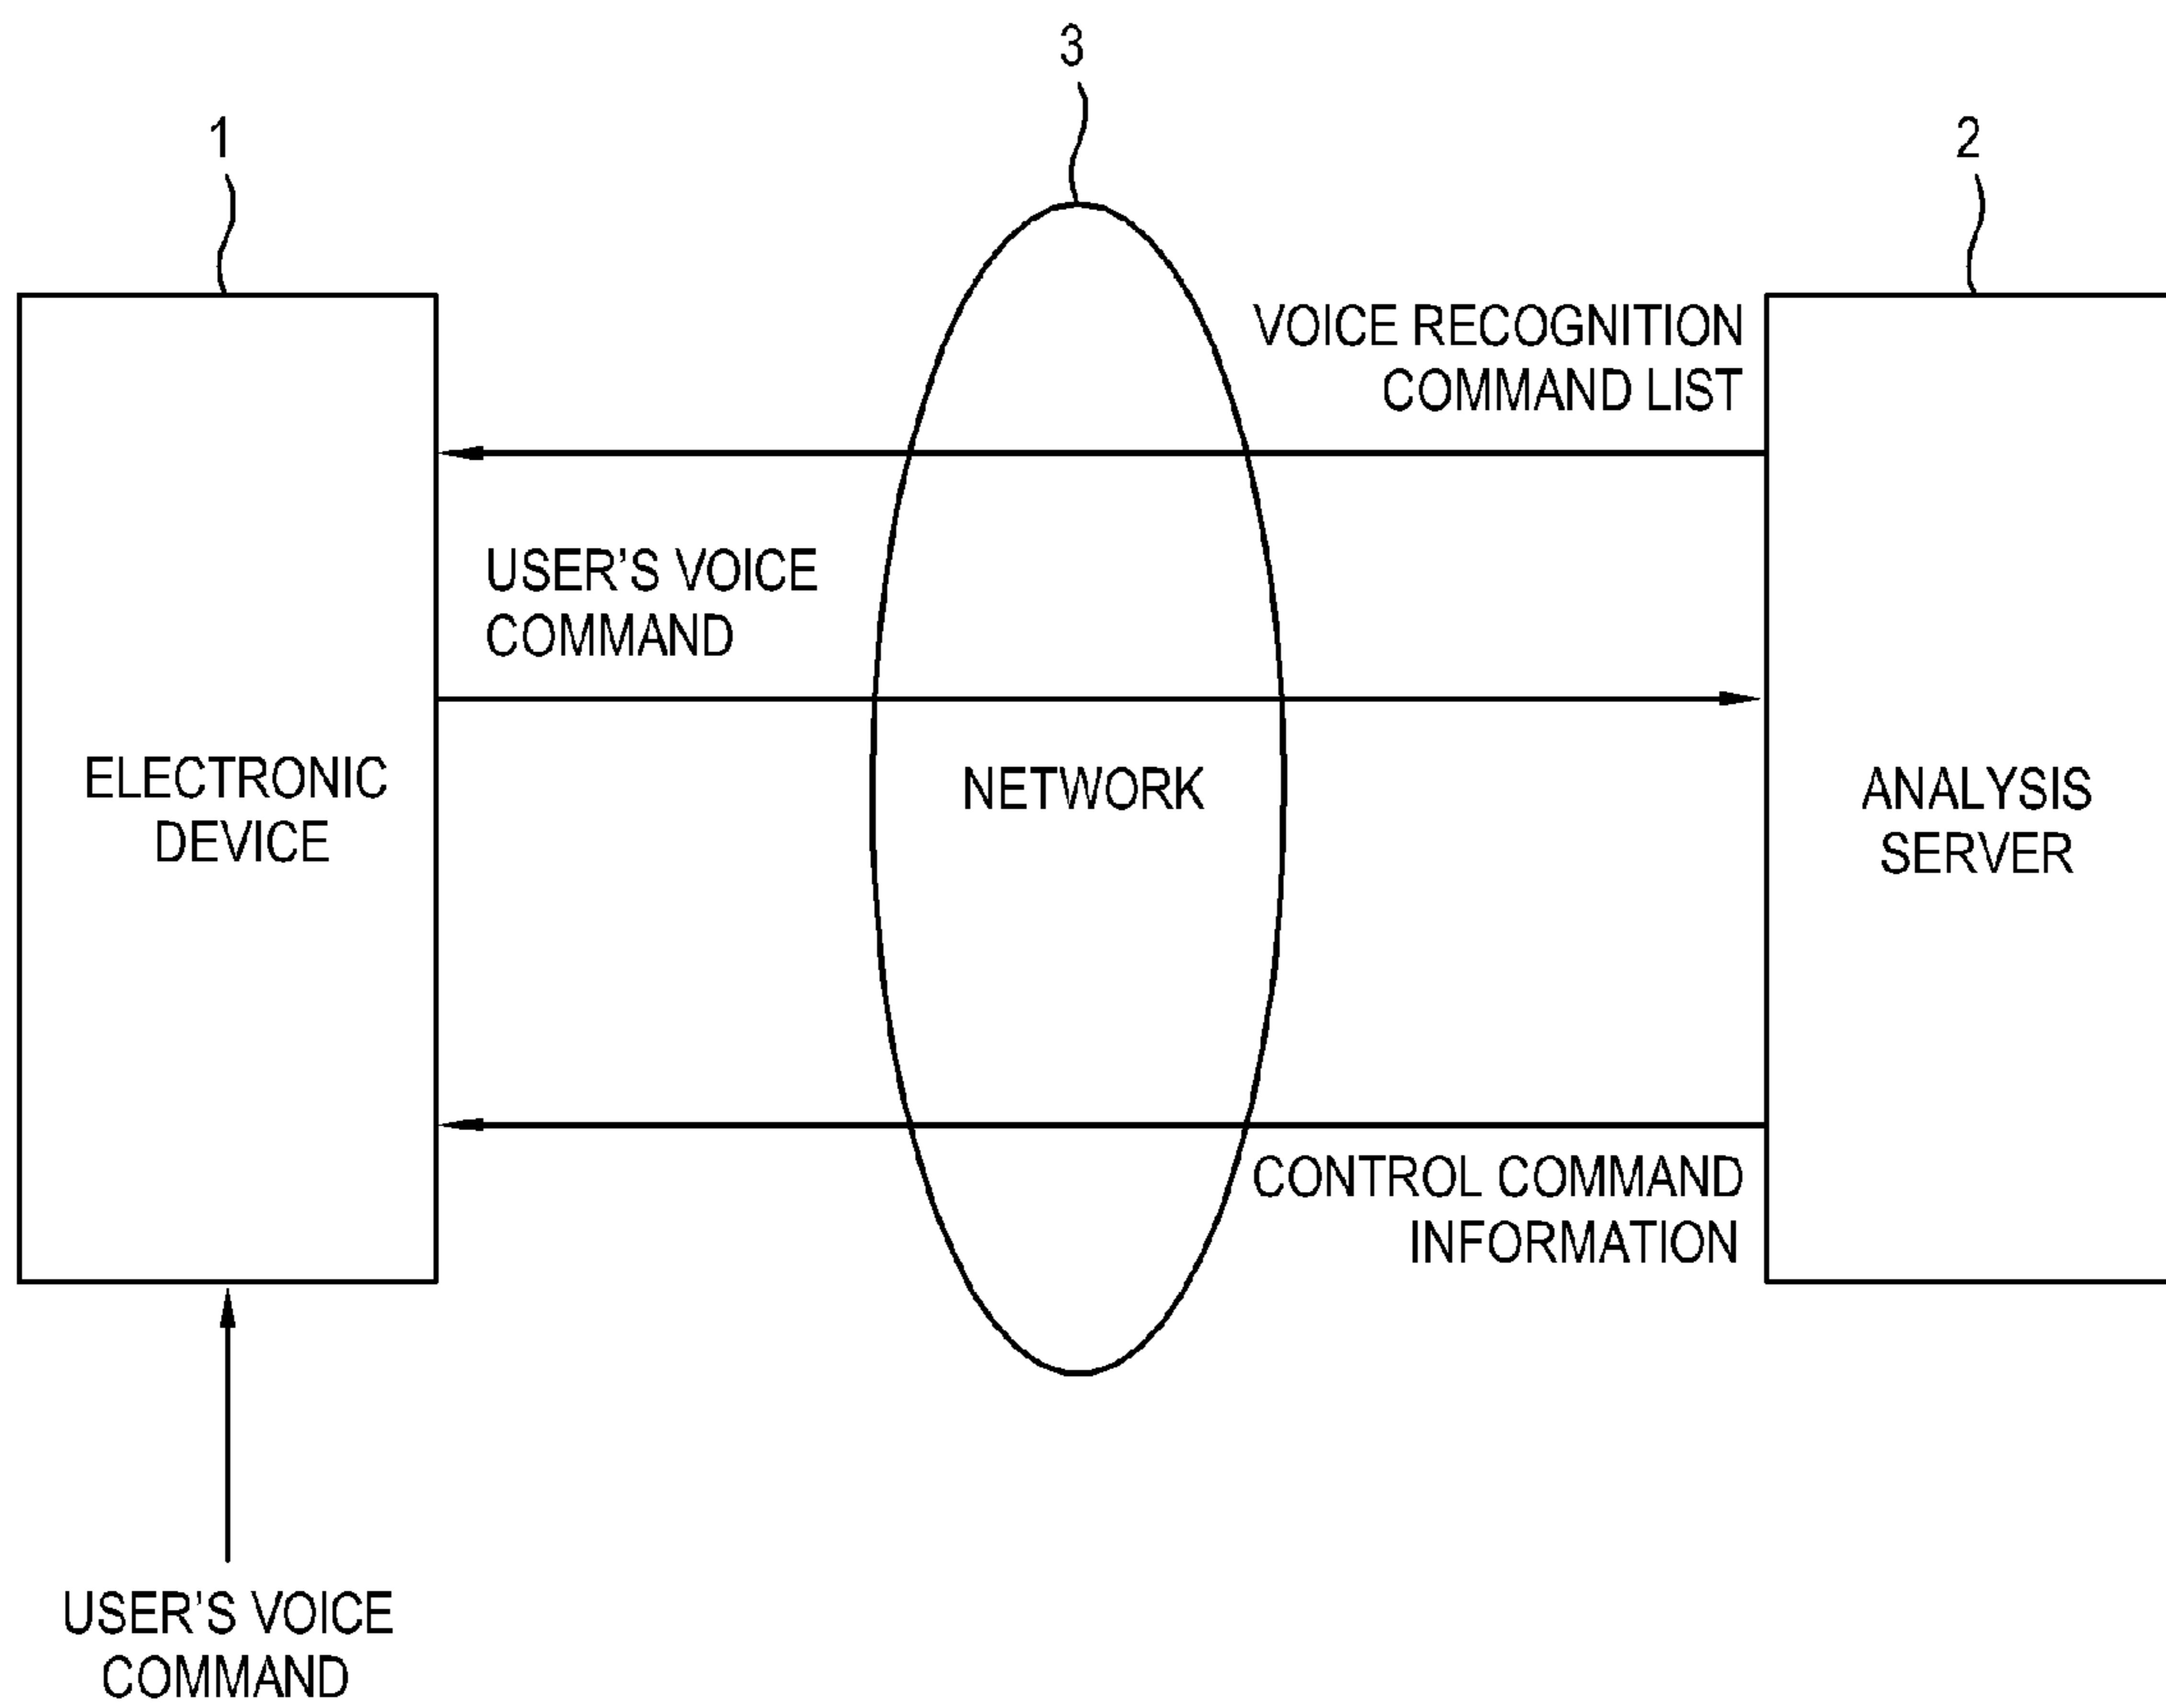 3
1
2
VOICE RECOGNITION
COMMAND LIST
USER'S VOICE
COMMAND
ELECTRONIC
DEVICE
NETWORK
ANALYSIS
SERVER
CONTROL COMMAND
INFORMATION
USER'S VOICE
COMMAND